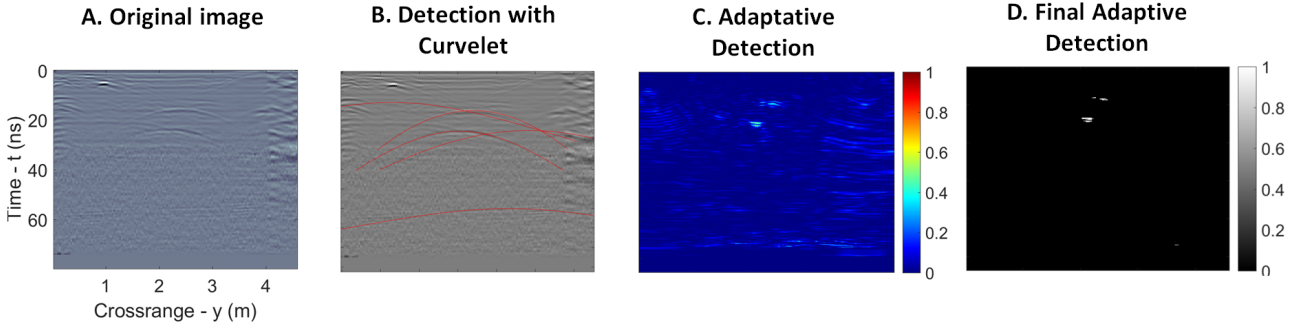 A. Original image
B. Detection with
Curvelet
C. Adaptative
Detection
D. Final Adaptive
Detection
0
20
40
60
Time - t (ns)
1
2
3
4
Crossrange - y (m)
1
0.8
0.6
0.4
0.2
0
1
0.8
0.6
0.4
0.2
0